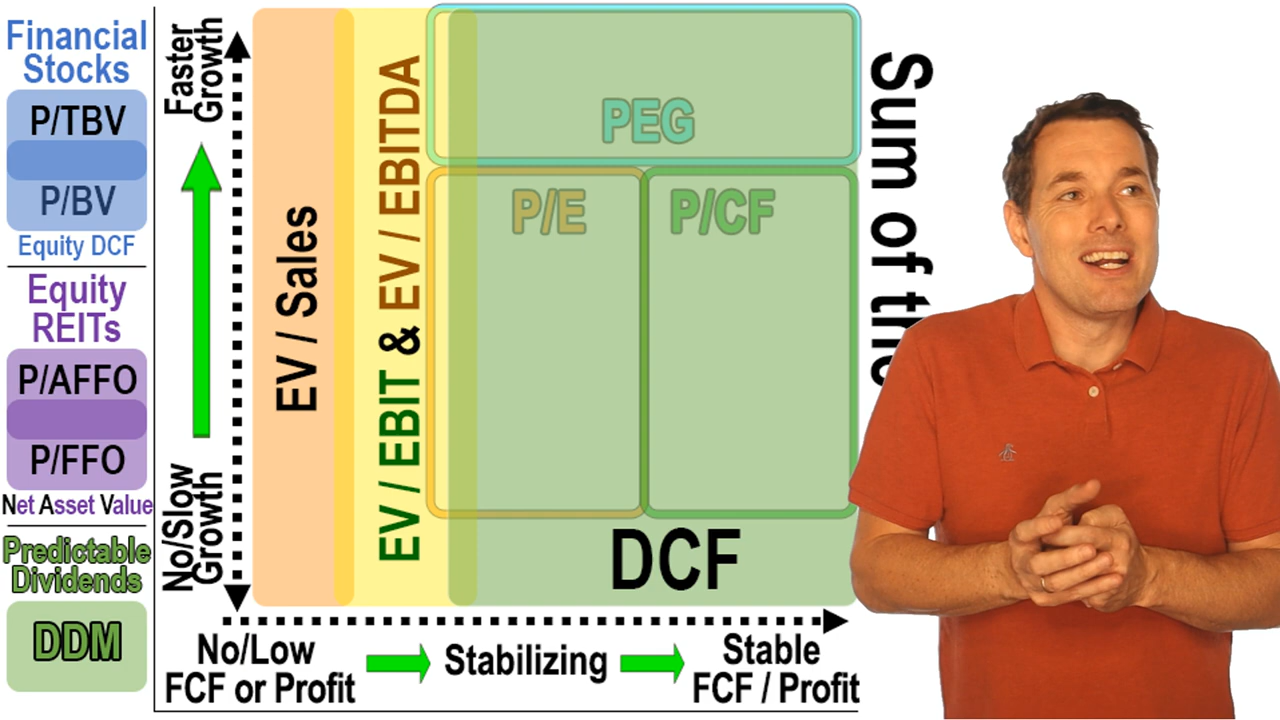 Financial
Stocks
P/TBV
P/BV
Equity DCF
Equity
REITs
P/AFFO
P/FFO
Net Asset Value
Predictable
Dividends
DDM
Faster
Growth
No/Slow
Growth
EV / Sales
EV / EBIT & EV / EBITDA
PEG
P/E
P/CF
DCF
Sum of the
No/Low
FCF or Profit
Stabilizing
Stable
FCF / Profit